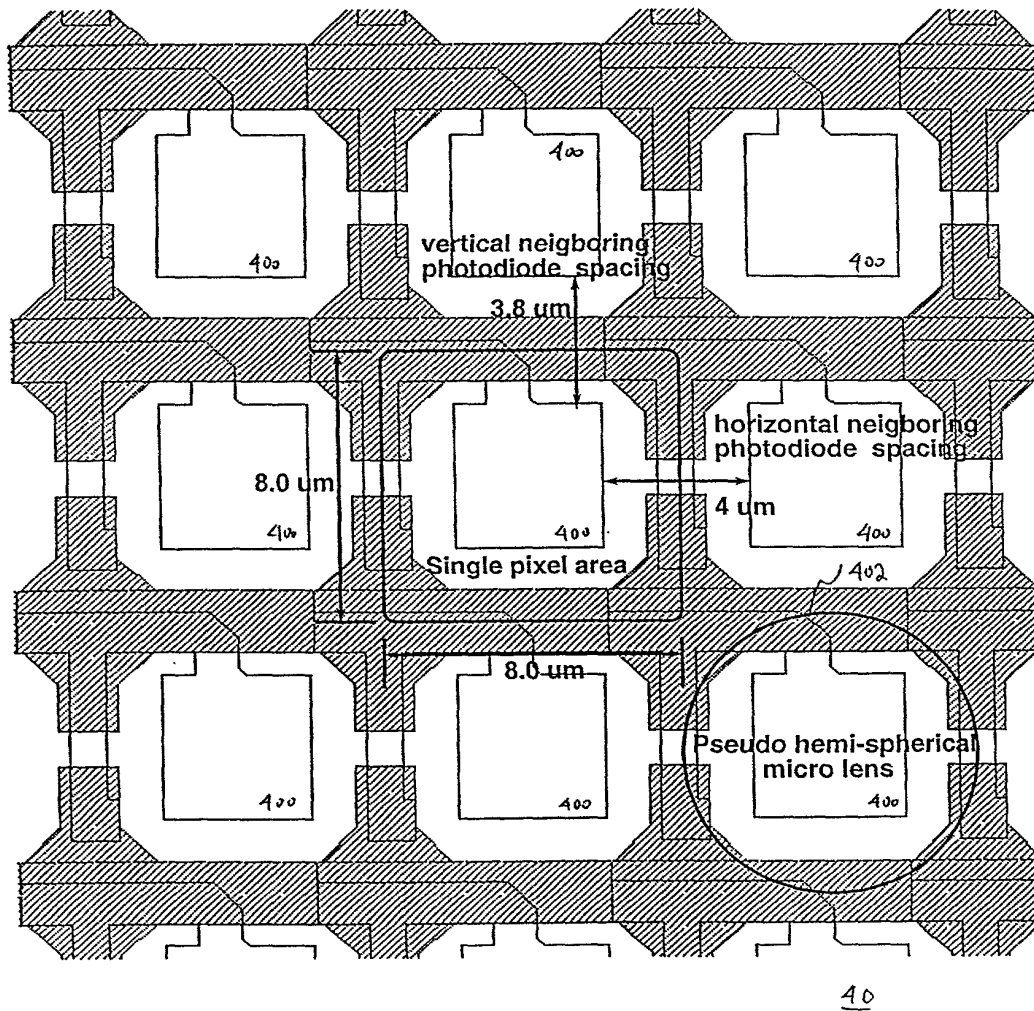 400
vertical neigboring
photodiode spacing
400
400
3.8 um
horizontal neigboring
photodiode spacing
8.0 um
4 um
400
400
400
Single pixel area
402
8.0 um
Pseudo hemi-spherical
micro lens
400
400
400
40